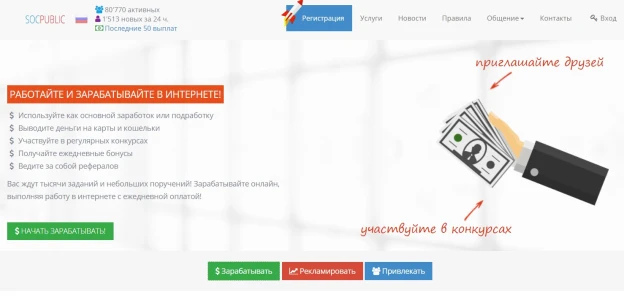 SOCPUBLIC
80'770 активных
1'513 новых за 24 ч.
Последние 50 выплат
Регистрация Услуги Новости Правила Общение Контакты Вход
приглашайте друзей
РАБОТАЙТЕ И ЗАРАБАТЫВАЙТЕ В ИНТЕРНЕТЕ!
$ Используйте как основной заработок или подработку
$ Выводите деньги на карты и кошельки
$ Участвуйте в регулярных конкурсах
$ Получайте ежедневные бонусы
$ Ведите за собой рефералов
Вас ждут тысячи заданий и небольших поручений! Зарабатывайте онлайн,
выполняя работу в интернете с ежедневной оплатой!
участвуйте в конкурсах
$ НАЧАТЬ ЗАРАБАТЫВАТЬ!
$ Зарабатывать Рекламировать Привлекать